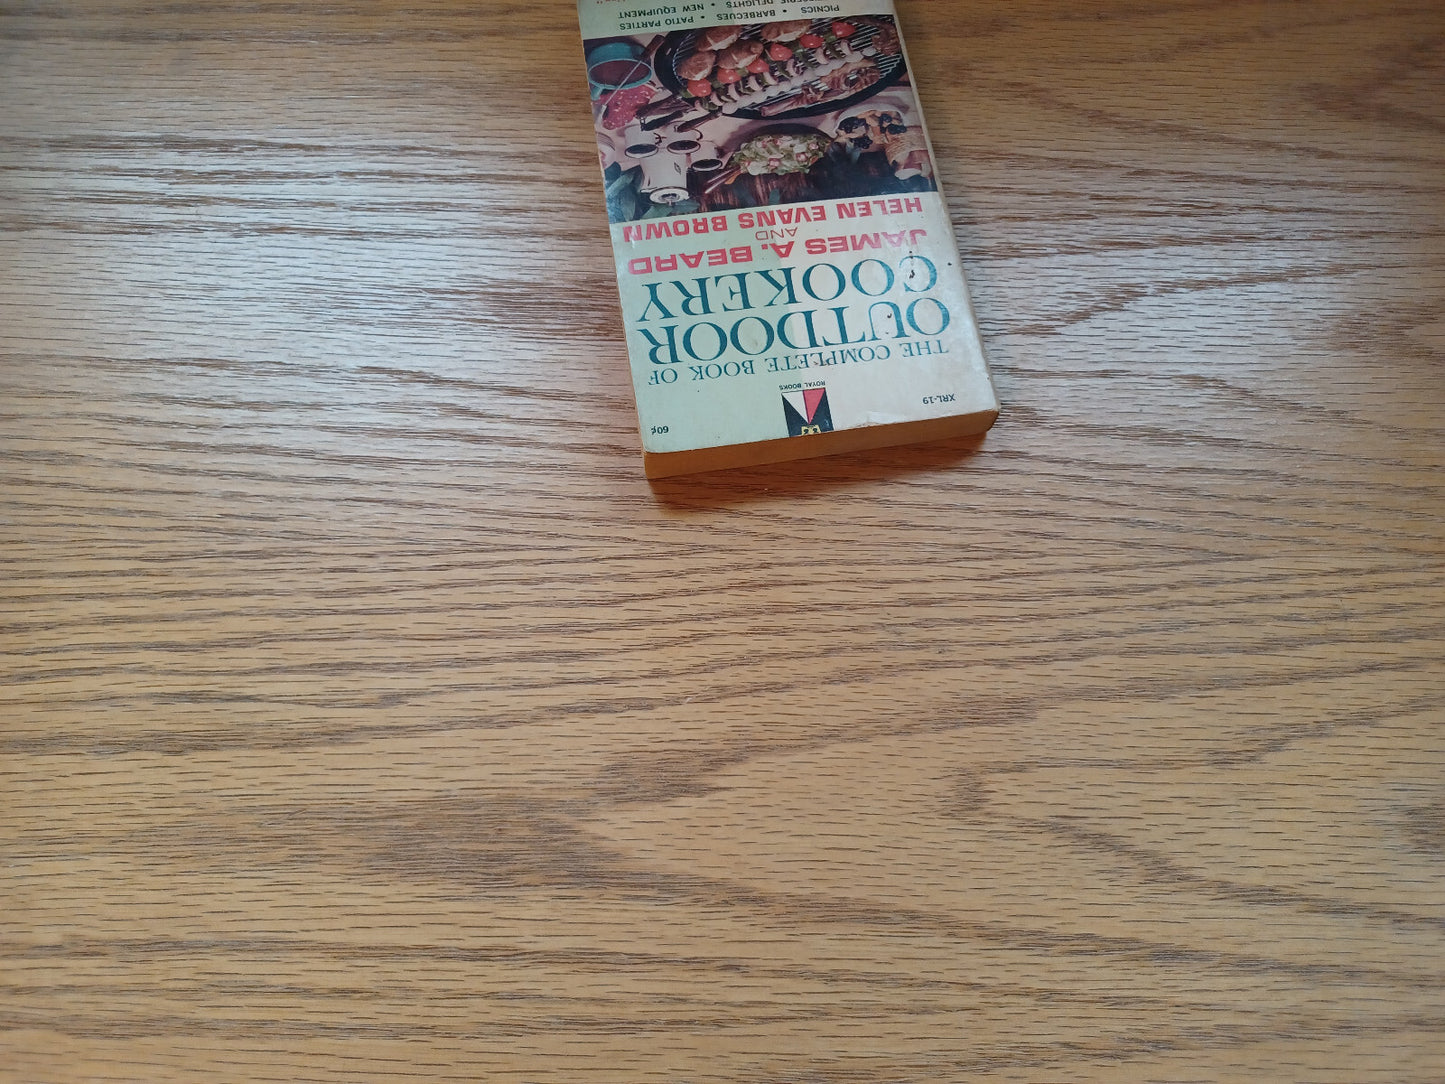 XRL-19
60¢
ROYAL BOOKS
THE COMPLETE BOOK OF
OUTDOOR
COOKERY
JAMES A. BEARD
AND
HELEN EVANS BROWN
PICNICS • BARBECUES • PATIO PARTIES
DELIGHTS • NEW EQUIPMENT